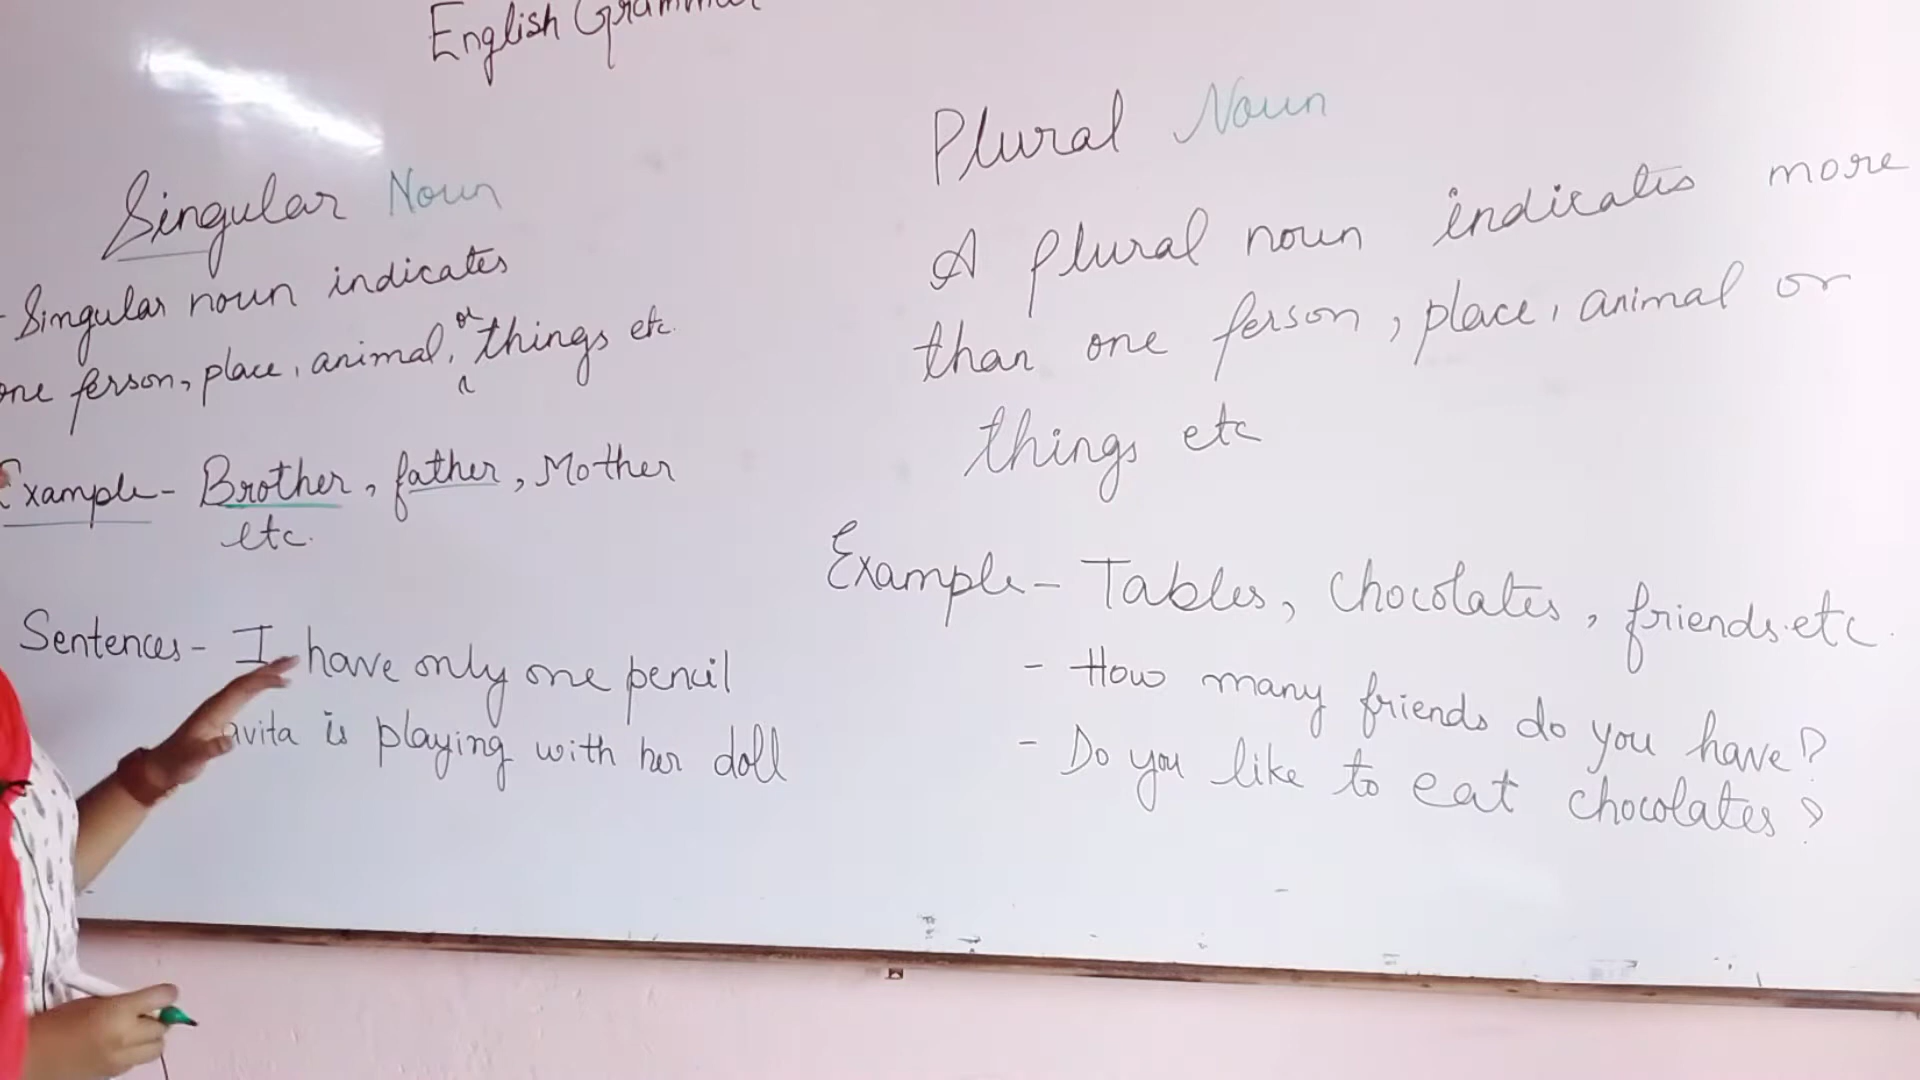 English Grammar
Singular Noun
Singular noun indicates
one person, place, animal, or things etc.
Example - Brother, father, Mother
etc.
Sentences - I have only one pencil
avita is playing with her doll
Plural Noun
A plural noun indicates more
than one person, place, animal or
things etc
Example - Tables, Chocolates, friends.etc.
- How many friends do you have?
- Do you like to eat chocolates?